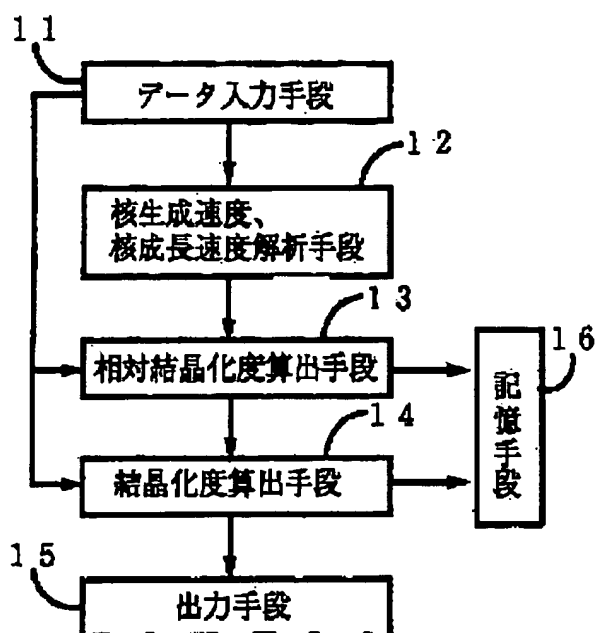 11
データ入力手段
12
核生成速度、
核成長速度解析手段
13
相対結晶化度算出手段
16
記憶手段
14
結晶化度算出手段
15
出力手段